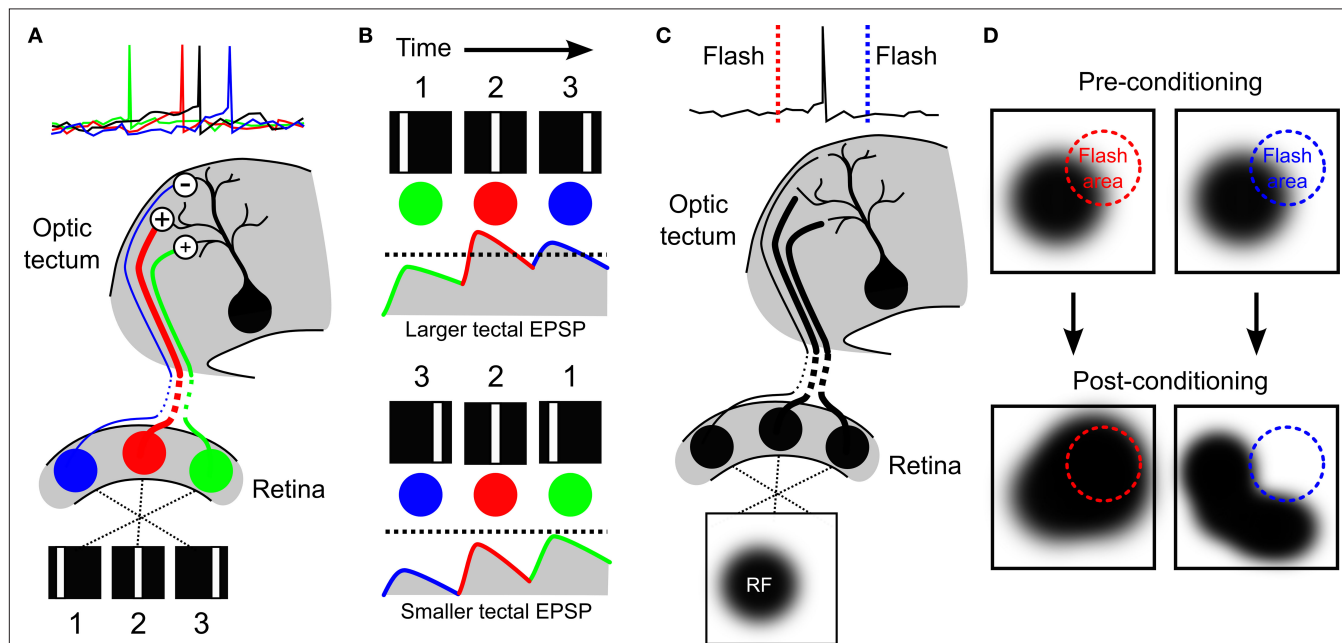 A
Optic
tectum
−
+
+
Retina
1 2 3
B
Time
1 2 3
Larger tectal EPSP
3 2 1
Smaller tectal EPSP
C
Flash Flash
Optic
tectum
Retina
RF
D
Pre-conditioning
Flash
area
Flash
area
Post-conditioning